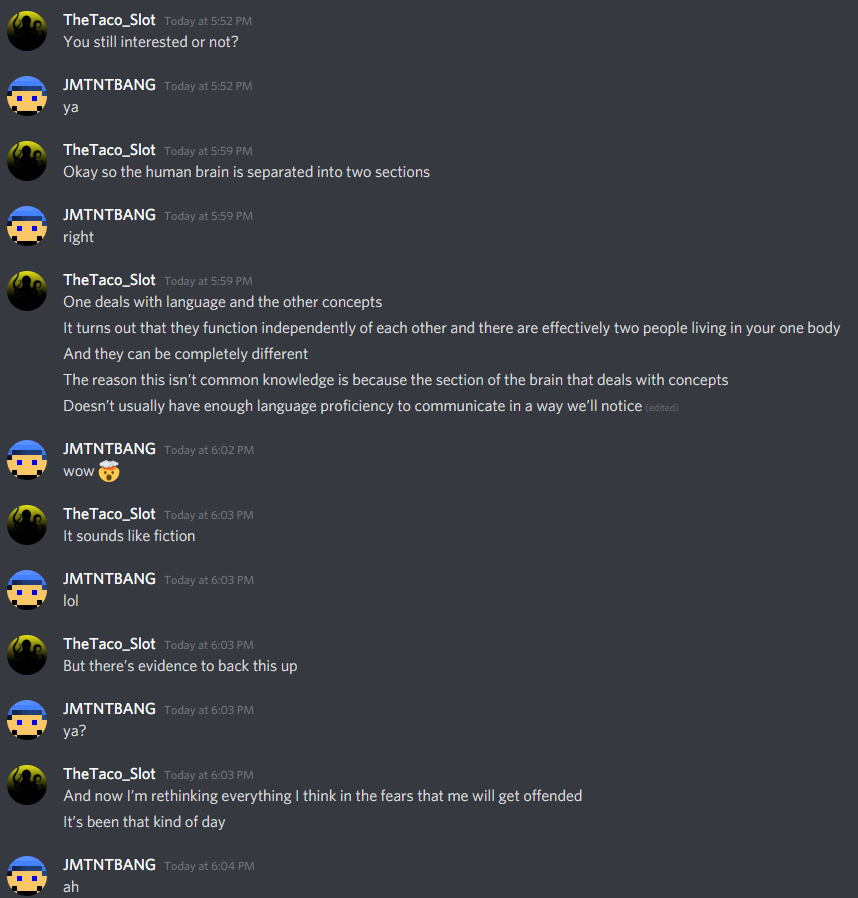 TheTaco_Slot Today at 5:52 PM
You still interested or not?
JMTNTBANG Today at 5:52 PM
ya
TheTaco_Slot Today at 5:59 PM
Okay so the human brain is separated into two sections
JMTNTBANG Today at 5:59 PM
right
TheTaco_Slot Today at 5:59 PM
One deals with language and the other concepts
It turns out that they function independently of each other and there are effectively two people living in your one body
And they can be completely different
The reason this isn't common knowledge is because the section of the brain that deals with concepts
Doesn't usually have enough language proficiency to communicate in a way we'll notice (edited)
JMTNTBANG Today at 6:02 PM
wow 🤯
TheTaco_Slot Today at 6:03 PM
It sounds like fiction
JMTNTBANG Today at 6:03 PM
lol
TheTaco_Slot Today at 6:03 PM
But there's evidence to back this up
JMTNTBANG Today at 6:03 PM
ya?
TheTaco_Slot Today at 6:03 PM
And now I'm rethinking everything I think in the fears that me will get offended
It's been that kind of day
JMTNTBANG Today at 6:04 PM
ah